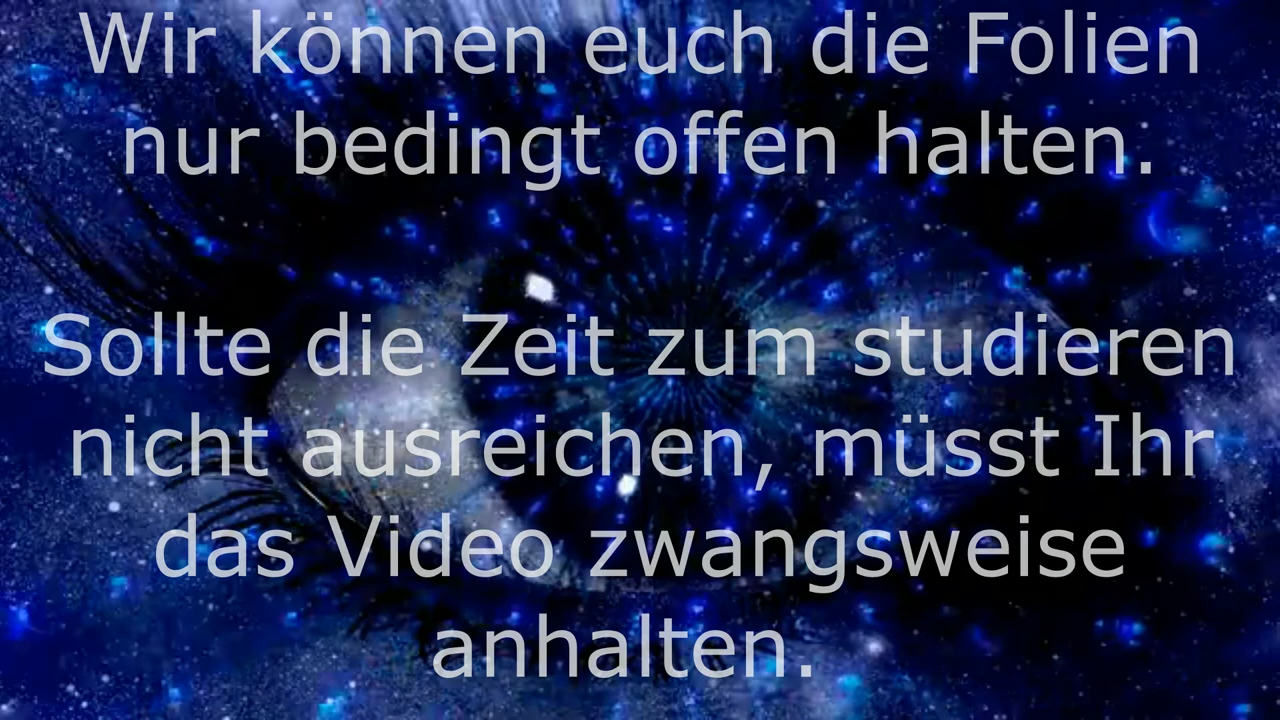 Wir können euch die Folien
nur bedingt offen halten.
Sollte die Zeit zum studieren
nicht ausreichen, müsst Ihr
das Video zwangsweise
anhalten.